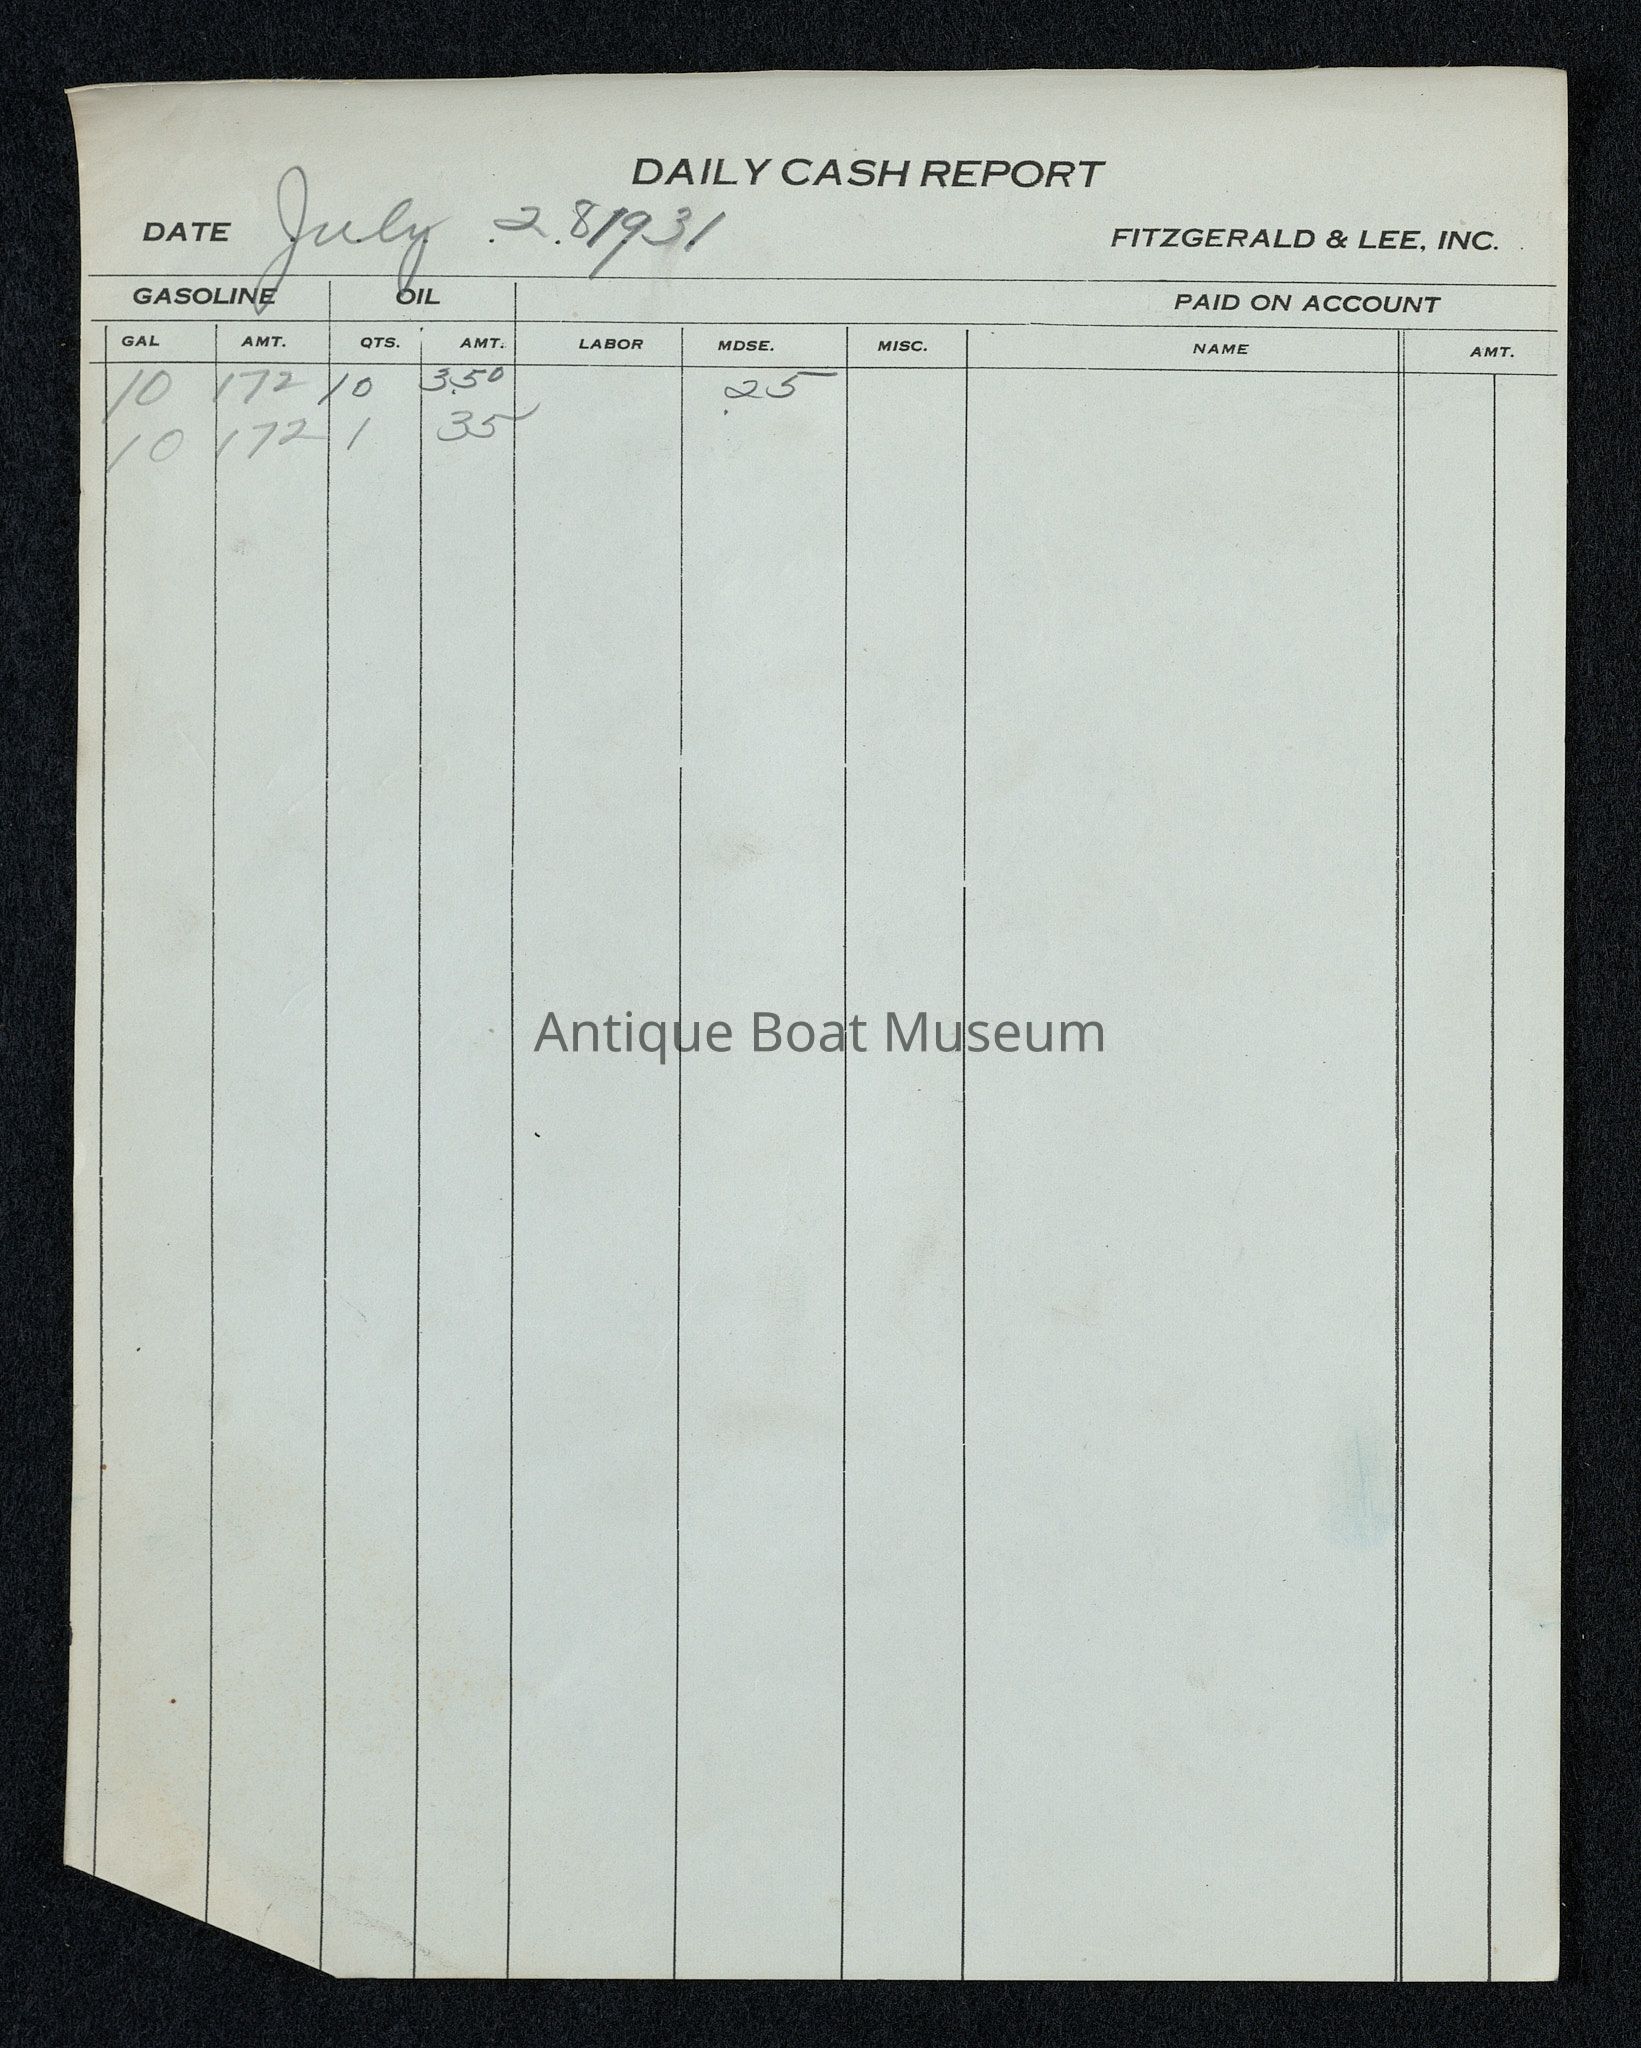 DAILY CASH REPORT
DATE July 28 1931
FITZGERALD & LEE, INC.
GASOLINE OIL PAID ON ACCOUNT
GAL AMT. QTS. AMT. LABOR MDSE. MISC. NAME AMT.
10 172 10 3.50 .25
10 172 1 35
Antique Boat Museum